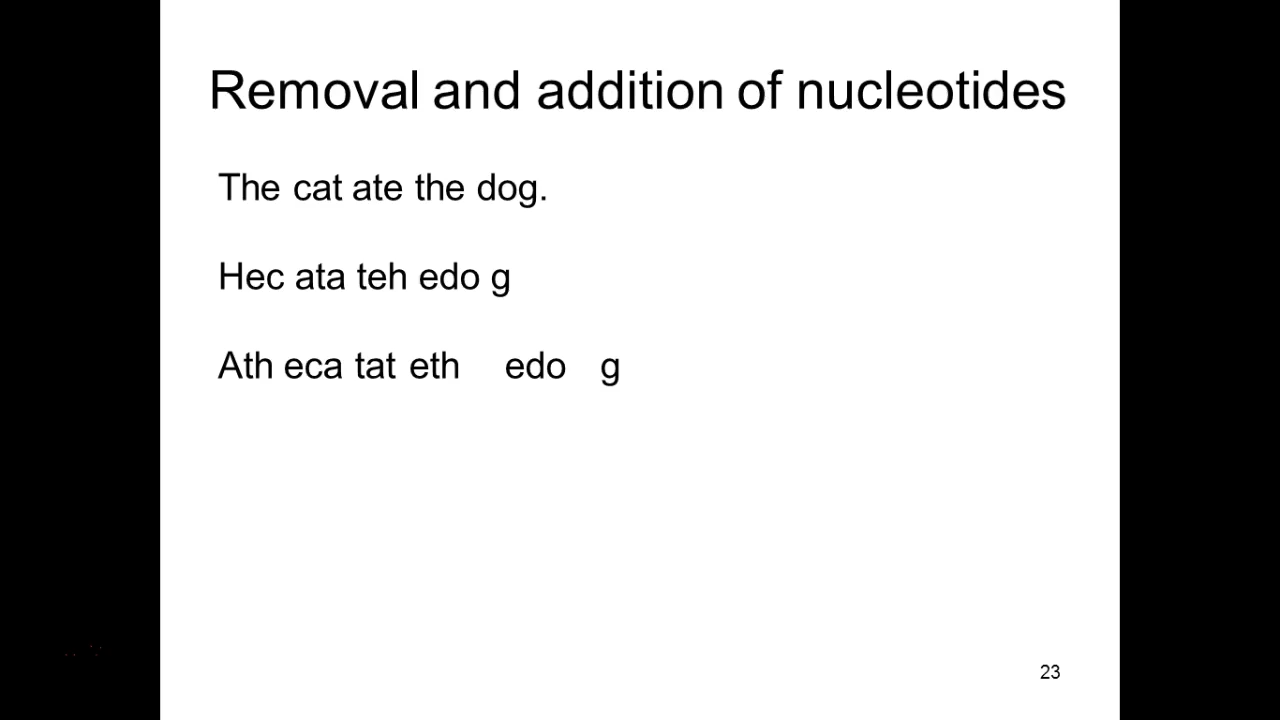 Removal and addition of nucleotides
The cat ate the dog.
Hec ata teh edo g
Ath eca tat eth edo g
23